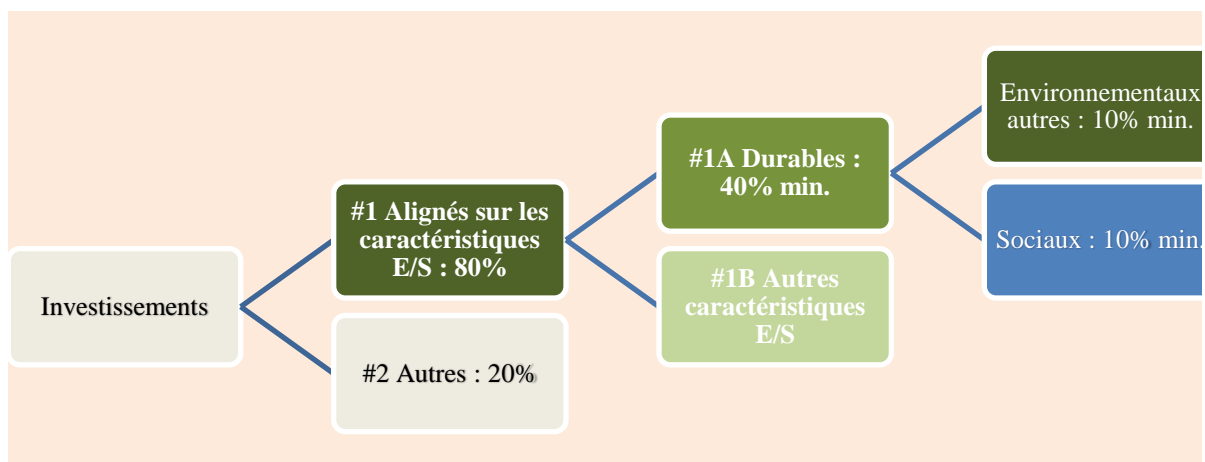 Investissements
#1 Alignés sur les
caractéristiques
E/S : 80%
#2 Autres : 20%
#1A Durables :
40% min.
#1B Autres
caractéristiques
E/S
Environnementaux
autres : 10% min.
Sociaux : 10% min.